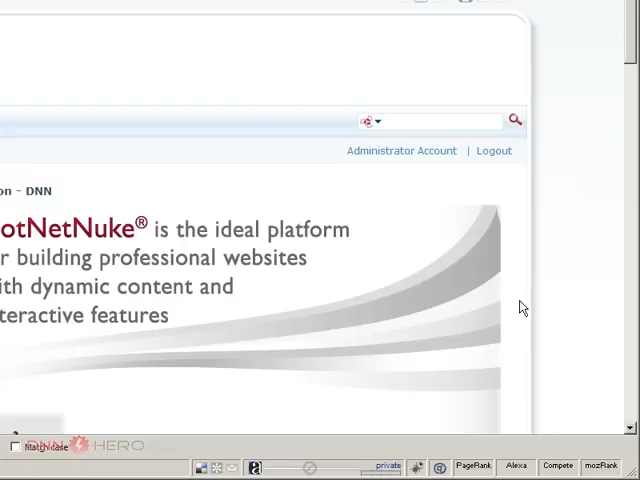 Administrator Account | Logout
on - DNN
otNetNuke® is the ideal platform
r building professional websites
ith dynamic content and
teractive features
Match case
DNN HERO
private
PageRank
Alexa
Compete
mozRank